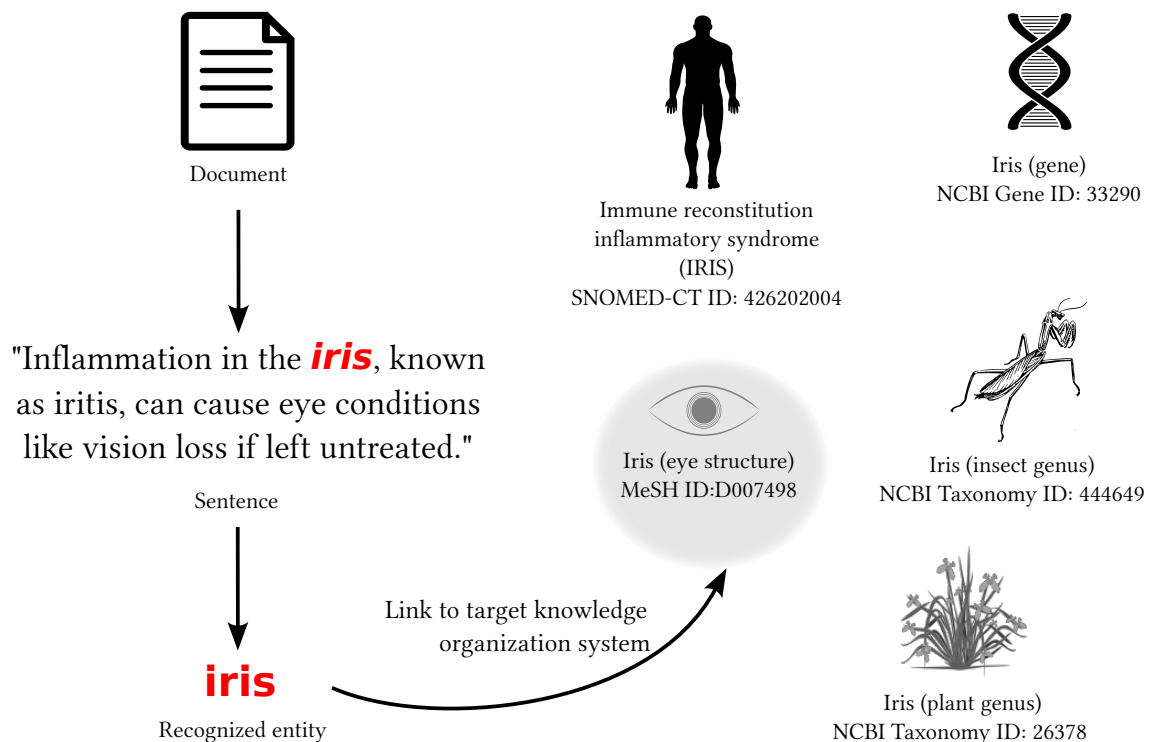 Document
"Inflammation in the iris, known
as iritis, can cause eye conditions
like vision loss if left untreated."
Sentence
iris
Recognized entity
Link to target knowledge
organization system
Immune reconstitution
inflammatory syndrome
(IRIS)
SNOMED-CT ID: 426202004
Iris (eye structure)
MeSH ID:D007498
Iris (gene)
NCBI Gene ID: 33290
Iris (insect genus)
NCBI Taxonomy ID: 444649
Iris (plant genus)
NCBI Taxonomy ID: 26378